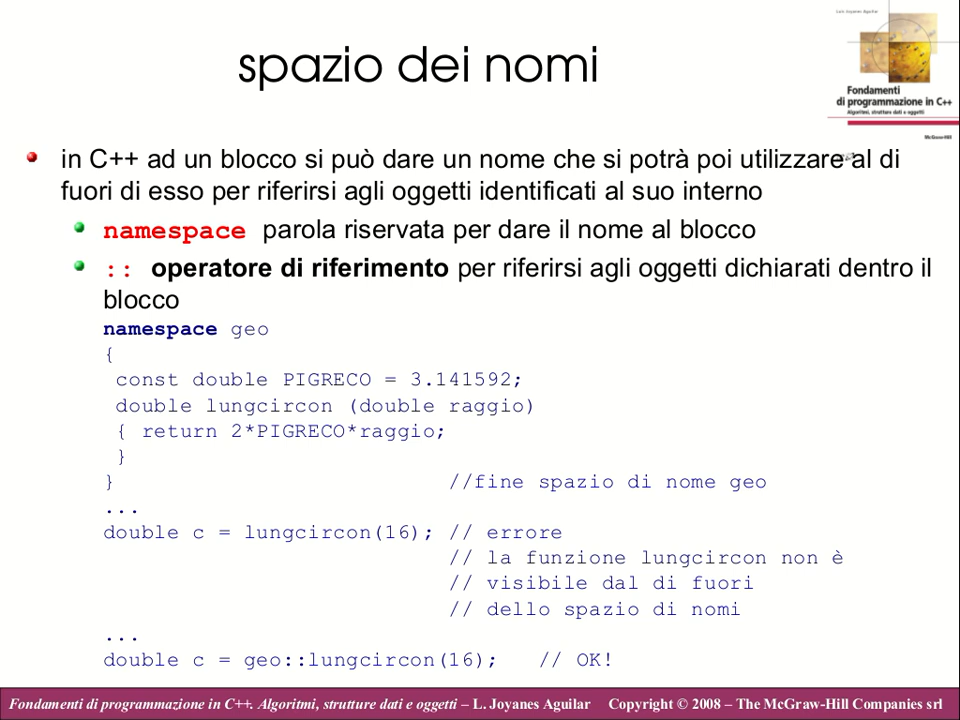 Luis Joyanes Aguilar
spazio dei nomi
Fondamenti
di programmazione in C++
Algoritmi, strutture dati e oggetti
McGraw-Hill
in C++ ad un blocco si può dare un nome che si potrà poi utilizzare al di
fuori di esso per riferirsi agli oggetti identificati al suo interno
namespace parola riservata per dare il nome al blocco
:: operatore di riferimento per riferirsi agli oggetti dichiarati dentro il
blocco
namespace geo
{
const double PIGRECO = 3.141592;
double lungcircon (double raggio)
{ return 2*PIGRECO*raggio;
}
} //fine spazio di nome geo
...
double c = lungcircon(16); // errore
// la funzione lungcircon non è
// visibile dal di fuori
// dello spazio di nomi
...
double c = geo::lungcircon(16); // OK!
Fondamenti di programmazione in C++. Algoritmi, strutture dati e oggetti – L. Joyanes Aguilar Copyright © 2008 – The McGraw-Hill Companies srl